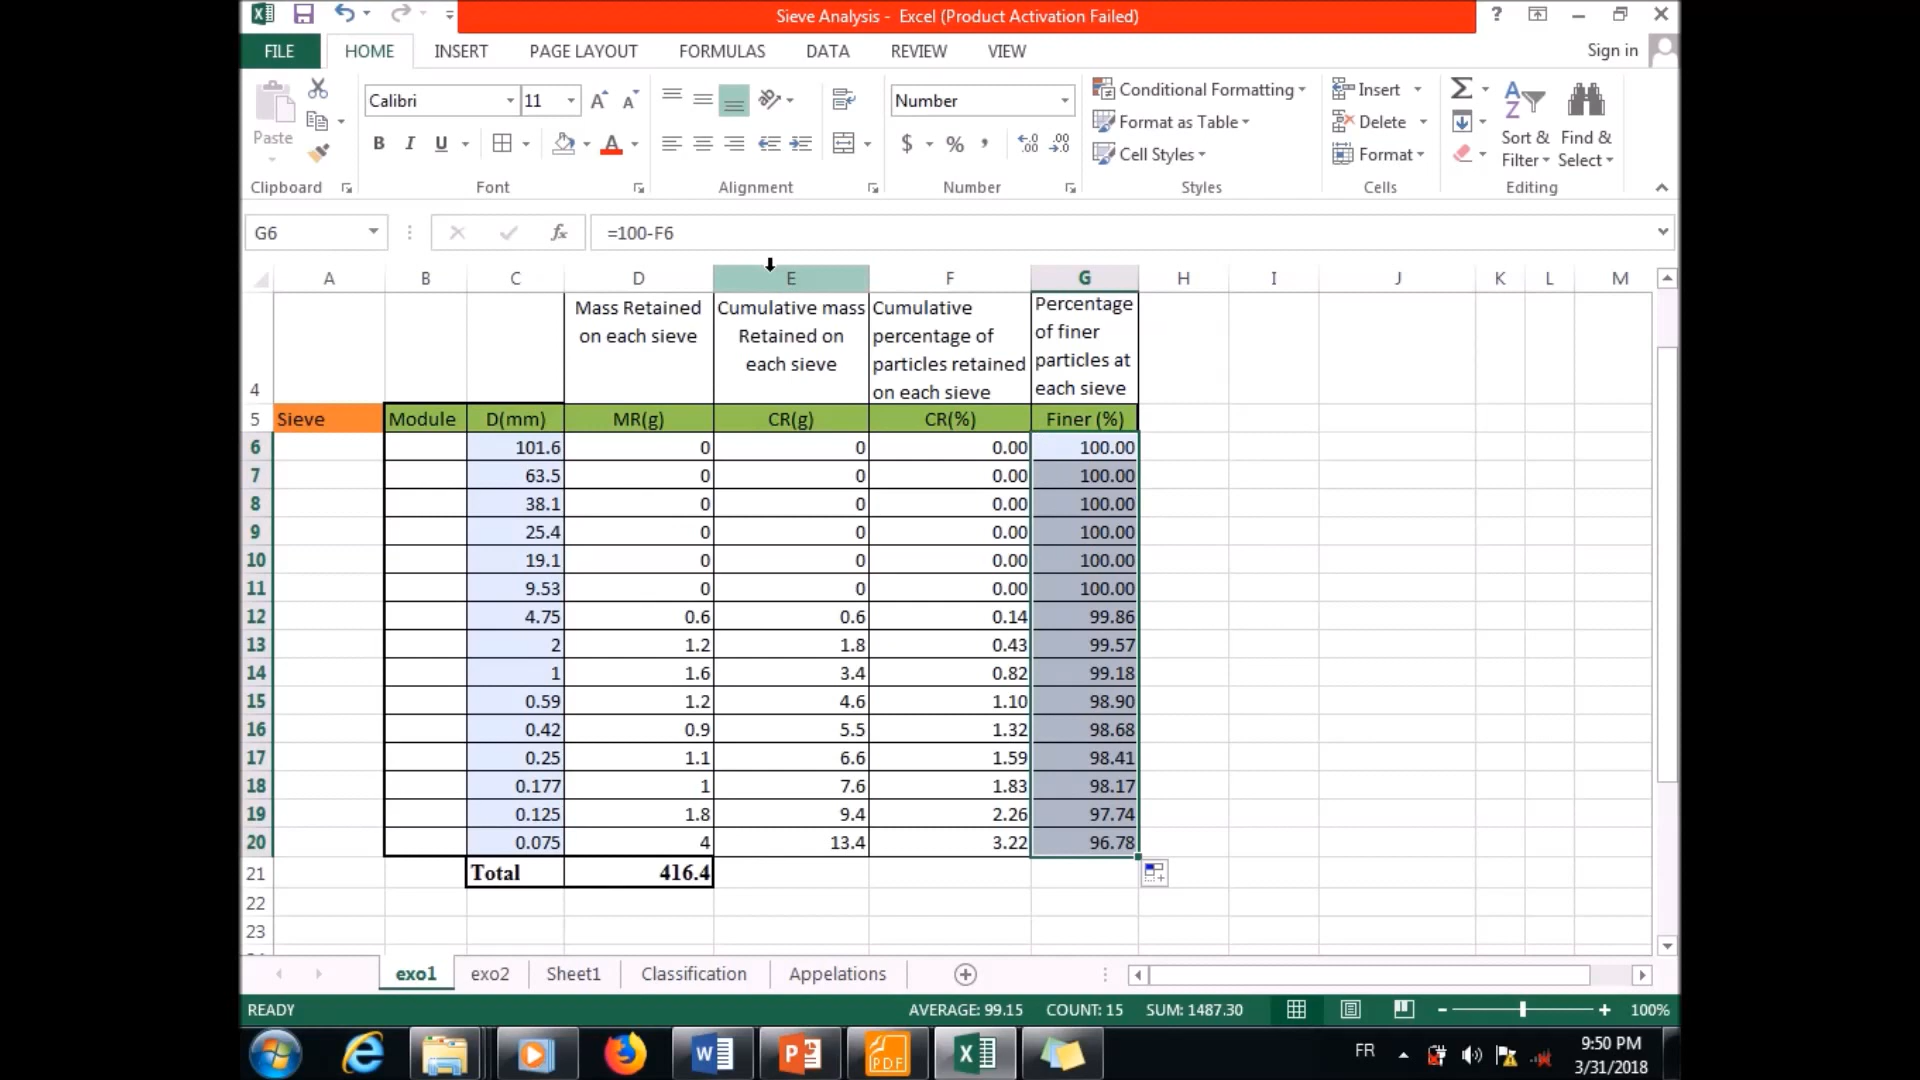 Sieve Analysis - Excel (Product Activation Failed)
?
FILE HOME INSERT PAGE LAYOUT FORMULAS DATA REVIEW VIEW Sign in
Paste
Calibri 11
B I U A
Number
$ % ,
Conditional Formatting
Format as Table
Cell Styles
Insert
Delete
Format
Sort & Filter
Find & Select
Clipboard Font Alignment Number Styles Cells Editing
G6 fx =100-F6
A B C D E F G H I J K L M
4
Mass Retained
on each sieve
Cumulative mass
Retained on
each sieve
Cumulative
percentage of
particles retained
on each sieve
Percentage
of finer
particles at
each sieve
5 Sieve Module D(mm) MR(g) CR(g) CR(%) Finer (%)
6 101.6 0 0 0.00 100.00
7 63.5 0 0 0.00 100.00
8 38.1 0 0 0.00 100.00
9 25.4 0 0 0.00 100.00
10 19.1 0 0 0.00 100.00
11 9.53 0 0 0.00 100.00
12 4.75 0.6 0.6 0.14 99.86
13 2 1.2 1.8 0.43 99.57
14 1 1.6 3.4 0.82 99.18
15 0.59 1.2 4.6 1.10 98.90
16 0.42 0.9 5.5 1.32 98.68
17 0.25 1.1 6.6 1.59 98.41
18 0.177 1 7.6 1.83 98.17
19 0.125 1.8 9.4 2.26 97.74
20 0.075 4 13.4 3.22 96.78
21 Total 416.4
22
23
exo1 exo2 Sheet1 Classification Appelations
READY AVERAGE: 99.15 COUNT: 15 SUM: 1487.30 100%
FR 9:50 PM
3/31/2018